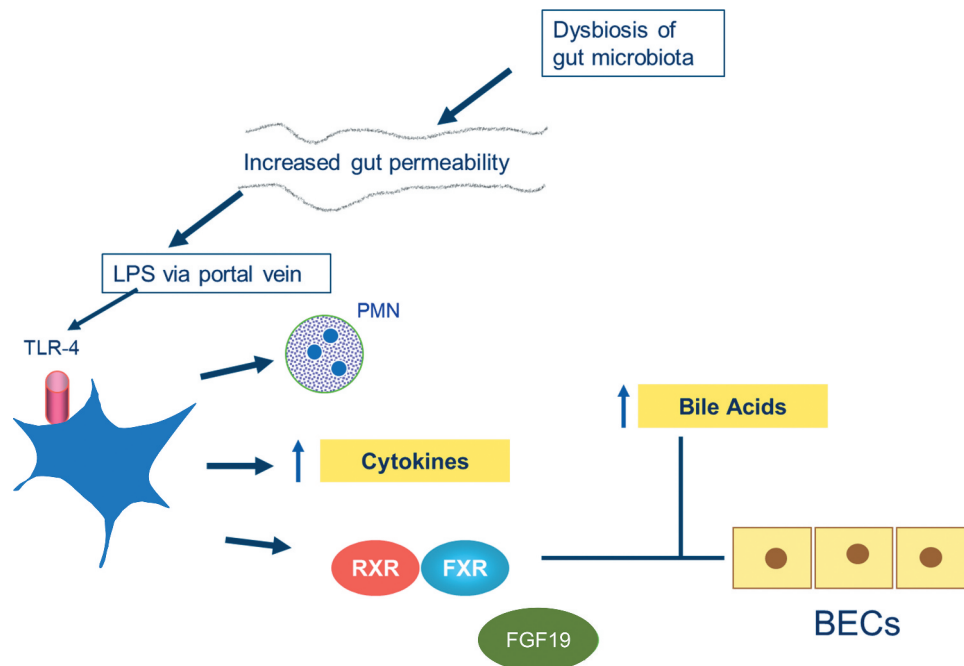 Dysbiosis of
gut microbiota
Increased gut permeability
LPS via portal vein
PMN
TLR-4
Bile Acids
Cytokines
RXR
FXR
BECs
FGF19